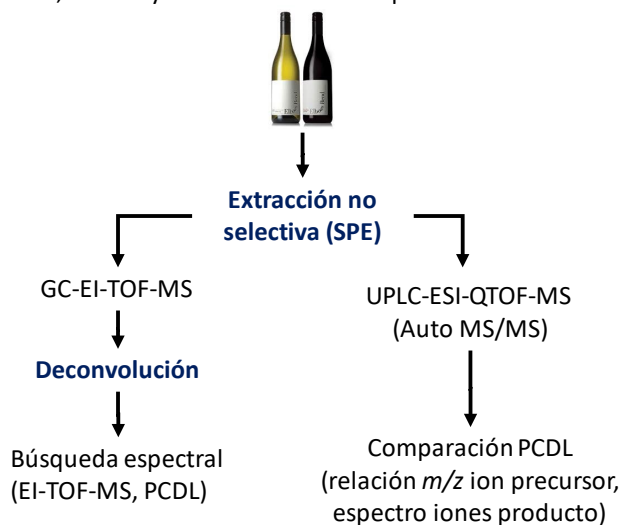 Extracción no
selectiva (SPE)
GC-EI-TOF-MS
UPLC-ESI-QTOF-MS
(Auto MS/MS)
Deconvolución
Búsqueda espectral
(EI-TOF-MS, PCDL)
Comparación PCDL
(relación m/z ion precursor,
espectro iones producto)